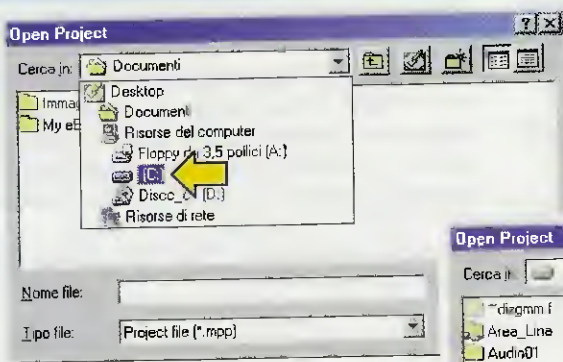 Open Project
Cerca in: Documenti
Desktop
Documenti
Risorse del computer
Floppy da 3,5 pollici (A:)
(C:)
(D:)
Risorse di rete
Nome file:
Tipo file: Project file (*.mpp)
Open Project
Cerca in:
Area_Lina
Audio01